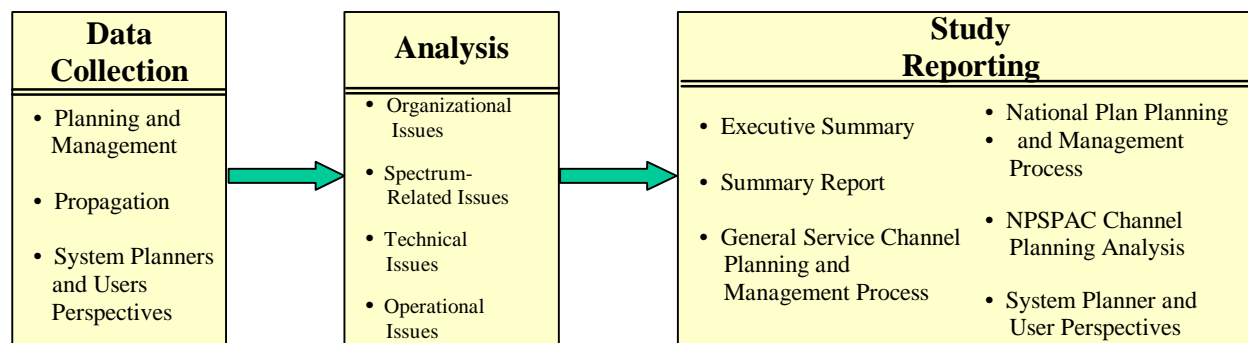 Data
Collection
• Planning and
Management
• Propagation
• System Planners
and Users
Perspectives
Analysis
• Organizational
Issues
• Spectrum-
Related Issues
• Technical
Issues
• Operational
Issues
Study
Reporting
• Executive Summary
• Summary Report
• General Service Channel
Planning and
Management Process
• National Plan Planning
• and Management
Process
• NPSPAC Channel
Planning Analysis
• System Planner and
User Perspectives